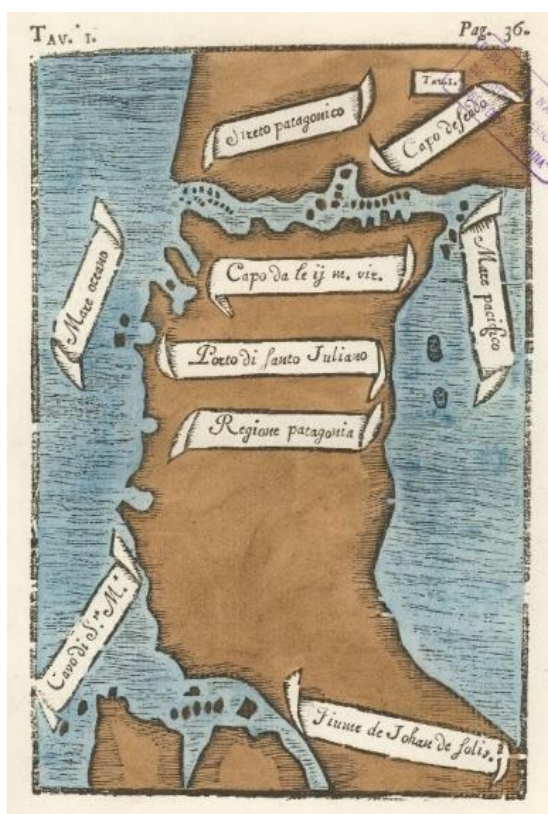 TAV. I.
Pag. 36.
Streto patagonico
Capo deseado
Mare oceano
Capo da le ij m. vir.
Mare pacifico
Porto di santo Juliano
Regione patagonia
Cavo di S.ta M.a
Fiume de Johan de solis.